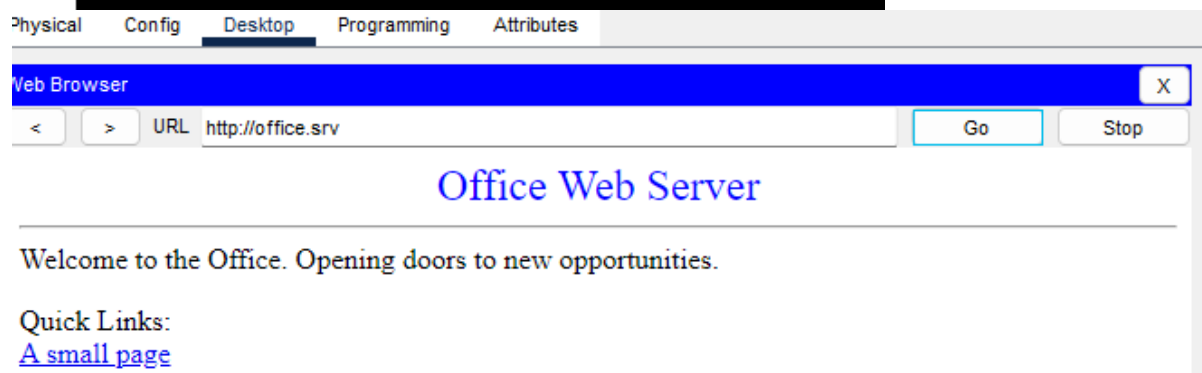 Physical Config Desktop Programming Attributes
Web Browser X
< > URL http://office.srv Go Stop
Office Web Server
Welcome to the Office. Opening doors to new opportunities.
Quick Links:
A small page